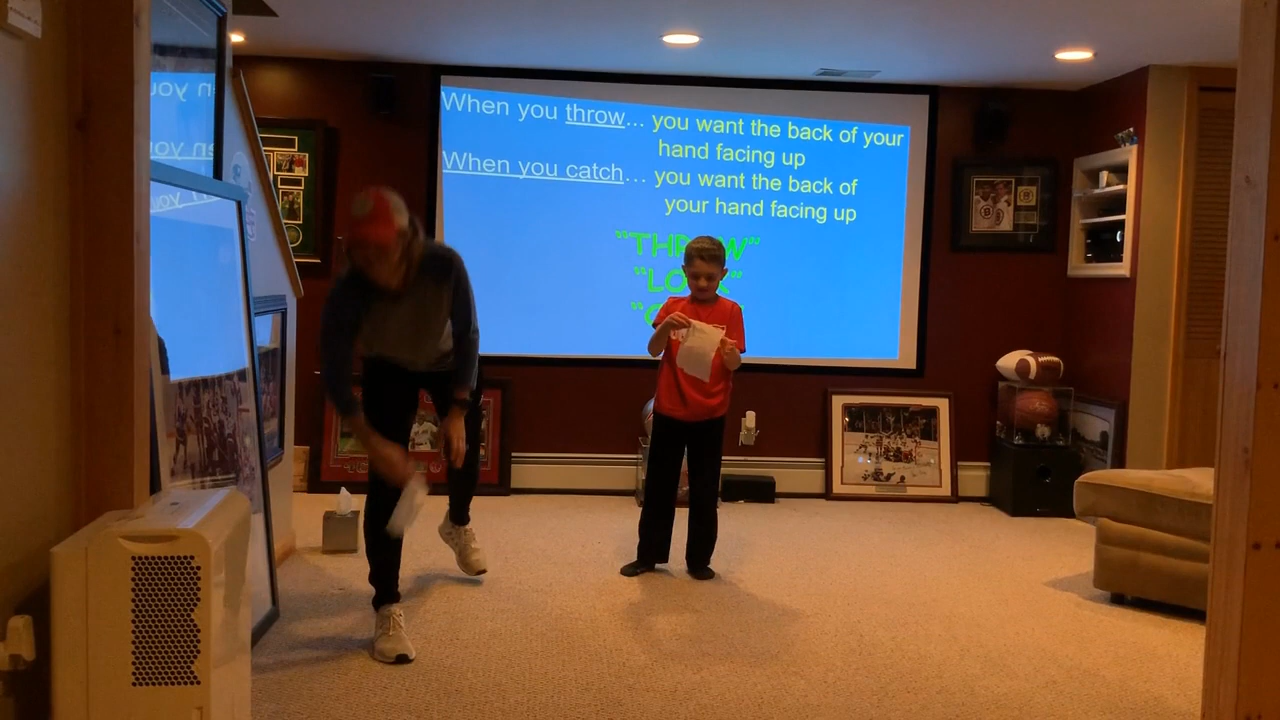 When you throw... you want the back of your
hand facing up
When you catch... you want the back of
your hand facing up